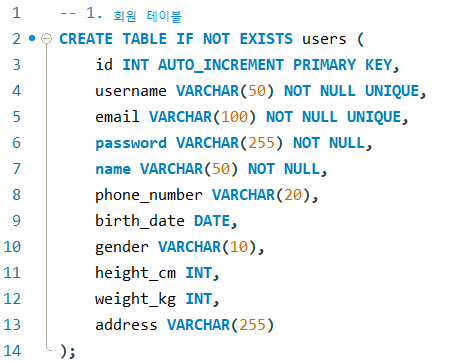 1 -- 1. 회원 테이블
2 CREATE TABLE IF NOT EXISTS users (
3 id INT AUTO_INCREMENT PRIMARY KEY,
4 username VARCHAR(50) NOT NULL UNIQUE,
5 email VARCHAR(100) NOT NULL UNIQUE,
6 password VARCHAR(255) NOT NULL,
7 name VARCHAR(50) NOT NULL,
8 phone_number VARCHAR(20),
9 birth_date DATE,
10 gender VARCHAR(10),
11 height_cm INT,
12 weight_kg INT,
13 address VARCHAR(255)
14 );